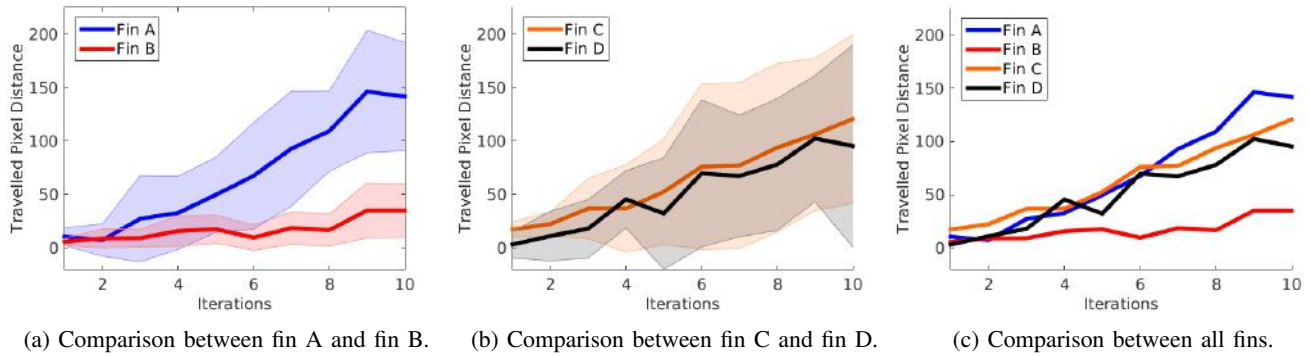 Fin A
Fin B
Travelled Pixel Distance
200
150
100
50
0
2 4 6 8 10
Iterations
(a) Comparison between fin A and fin B.
Fin C
Fin D
Travelled Pixel Distance
200
150
100
50
0
2 4 6 8 10
Iterations
(b) Comparison between fin C and fin D.
Fin A
Fin B
Fin C
Fin D
Travelled Pixel Distance
200
150
100
50
0
2 4 6 8 10
Iterations
(c) Comparison between all fins.